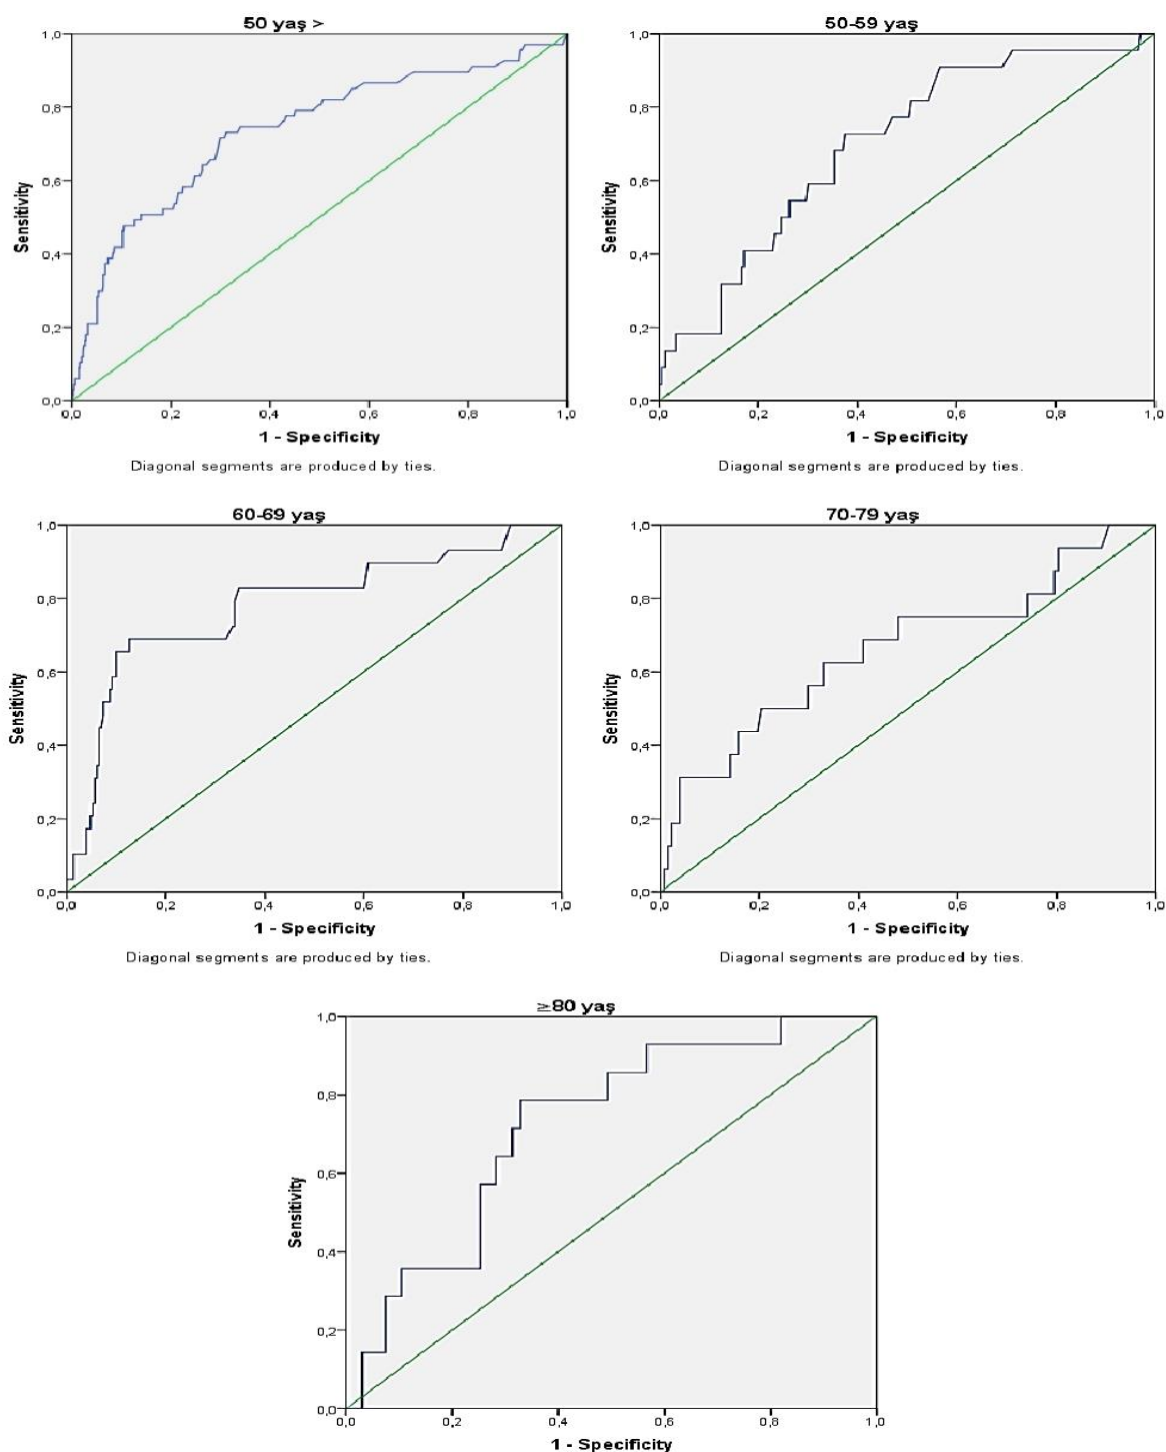 50 yaş >
1,0
0,8
0,6
0,4
0,2
0,0
Sensitivity
0,0 0,2 0,4 0,6 0,8 1,0
1 - Specificity
Diagonal segments are produced by ties.
50-59 yaş
1,0
0,8
0,6
0,4
0,2
0,0
Sensitivity
0,0 0,2 0,4 0,6 0,8 1,0
1 - Specificity
Diagonal segments are produced by ties.
60-69 yaş
1,0
0,8
0,6
0,4
0,2
0,0
Sensitivity
0,0 0,2 0,4 0,6 0,8 1,0
1 - Specificity
Diagonal segments are produced by ties.
70-79 yaş
1,0
0,8
0,6
0,4
0,2
0,0
Sensitivity
0,0 0,2 0,4 0,6 0,8 1,0
1 - Specificity
Diagonal segments are produced by ties.
≥80 yaş
1,0
0,8
0,6
0,4
0,2
0,0
Sensitivity
0,0 0,2 0,4 0,6 0,8 1,0
1 - Specificity